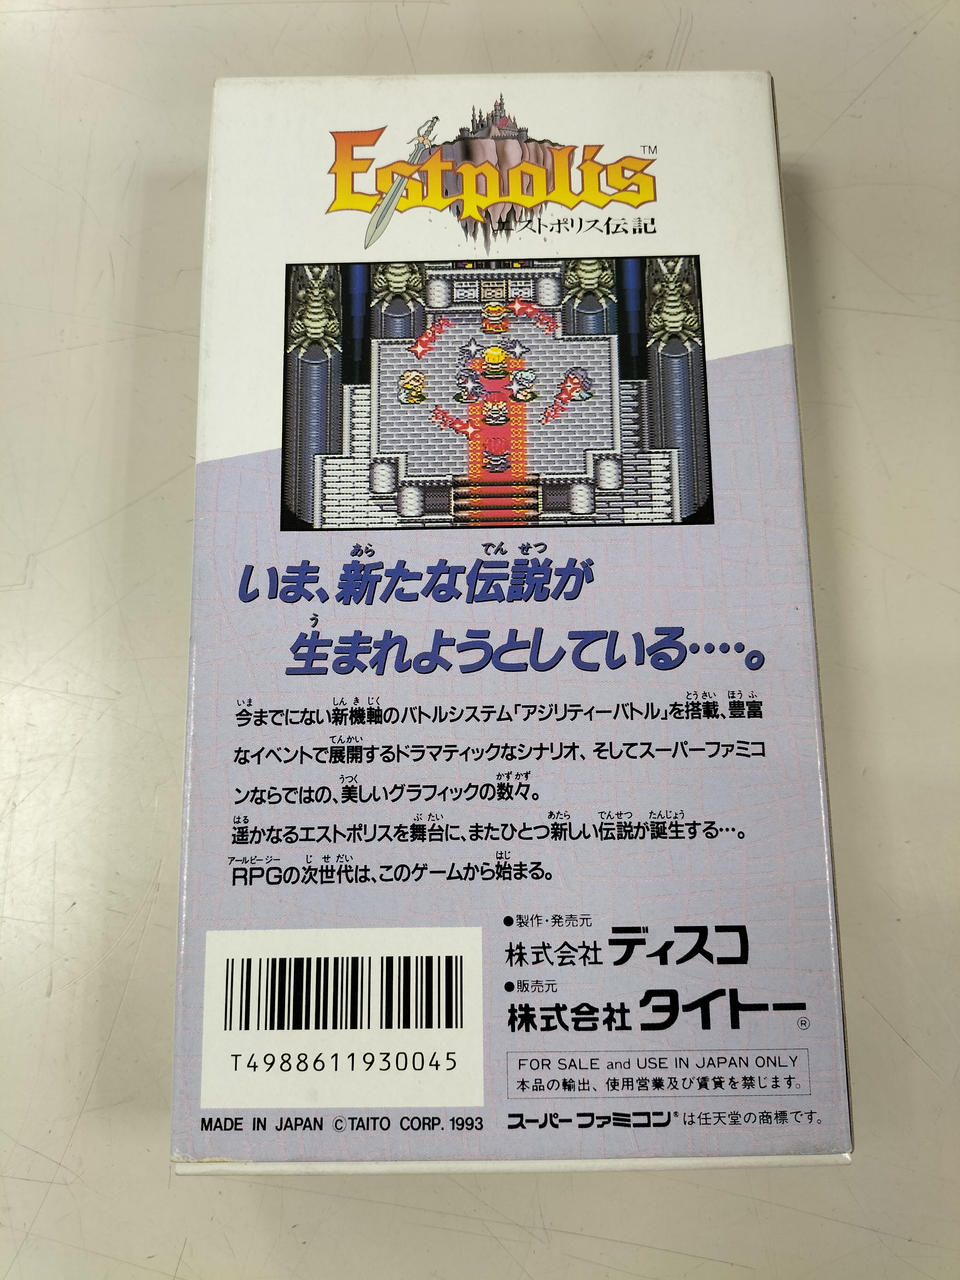 Estpolis TM
エストポリス伝記
いま、新たな伝説が
生まれようとしている‥‥。
今までにない新機軸のバトルシステム「アジリティーバトル」を搭載、豊富
なイベントで展開するドラマティックなシナリオ、そしてスーパーファミコ
ンならではの、美しいグラフィックの数々。
遥かなるエストポリスを舞台に、またひとつ新しい伝説が誕生する…。
RPGの次世代は、このゲームから始まる。
●製作・発売元
株式会社ディスコ
●販売元
株式会社タイトー®
FOR SALE and USE IN JAPAN ONLY
本品の輸出、使用営業及び賃貸を禁じます。
スーパーファミコン®は任天堂の商標です。
T4988611930045
MADE IN JAPAN ©TAITO CORP. 1993